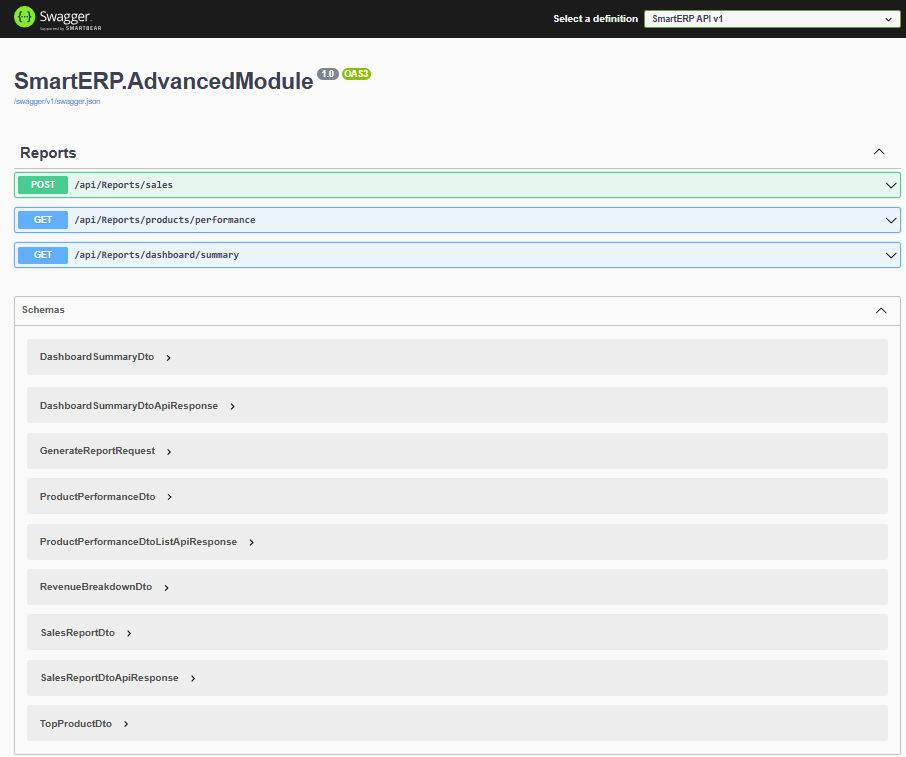 Swagger.
Supported by SMARTBEAR
Select a definition
SmartERP API v1
SmartERP.AdvancedModule 1.0 OAS3
/swagger/v1/swagger.json
Reports
POST /api/Reports/sales
GET /api/Reports/products/performance
GET /api/Reports/dashboard/summary
Schemas
DashboardSummaryDto
DashboardSummaryDtoApiResponse
GenerateReportRequest
ProductPerformanceDto
ProductPerformanceDtoListApiResponse
RevenueBreakdownDto
SalesReportDto
SalesReportDtoApiResponse
TopProductDto